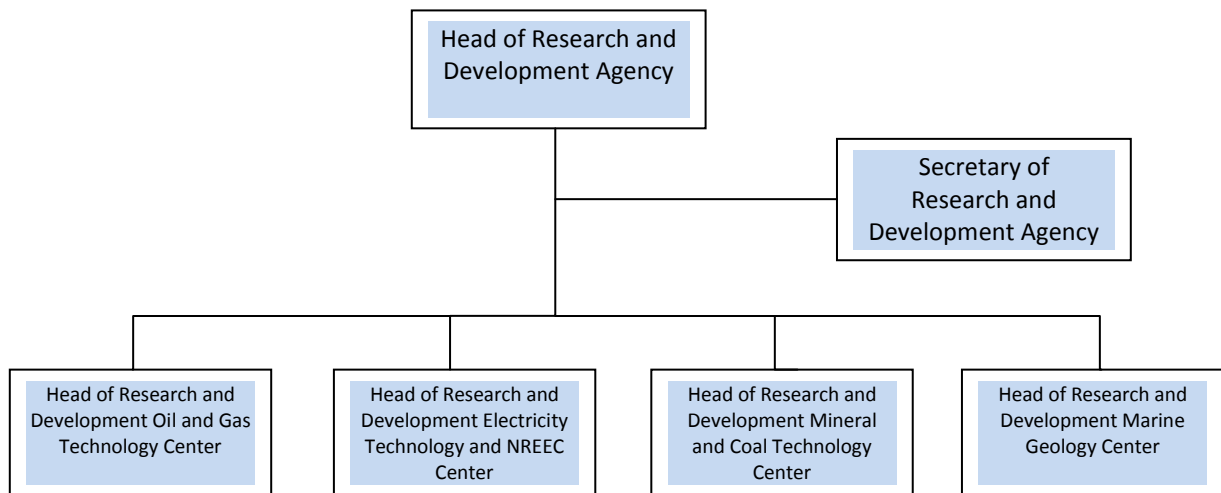 Head of Research and
Development Agency
Secretary of
Research and
Development Agency
Head of Research and
Development Oil and Gas
Technology Center
Head of Research and
Development Electricity
Technology and NREEC
Center
Head of Research and
Development Mineral
and Coal Technology
Center
Head of Research and
Development Marine
Geology Center